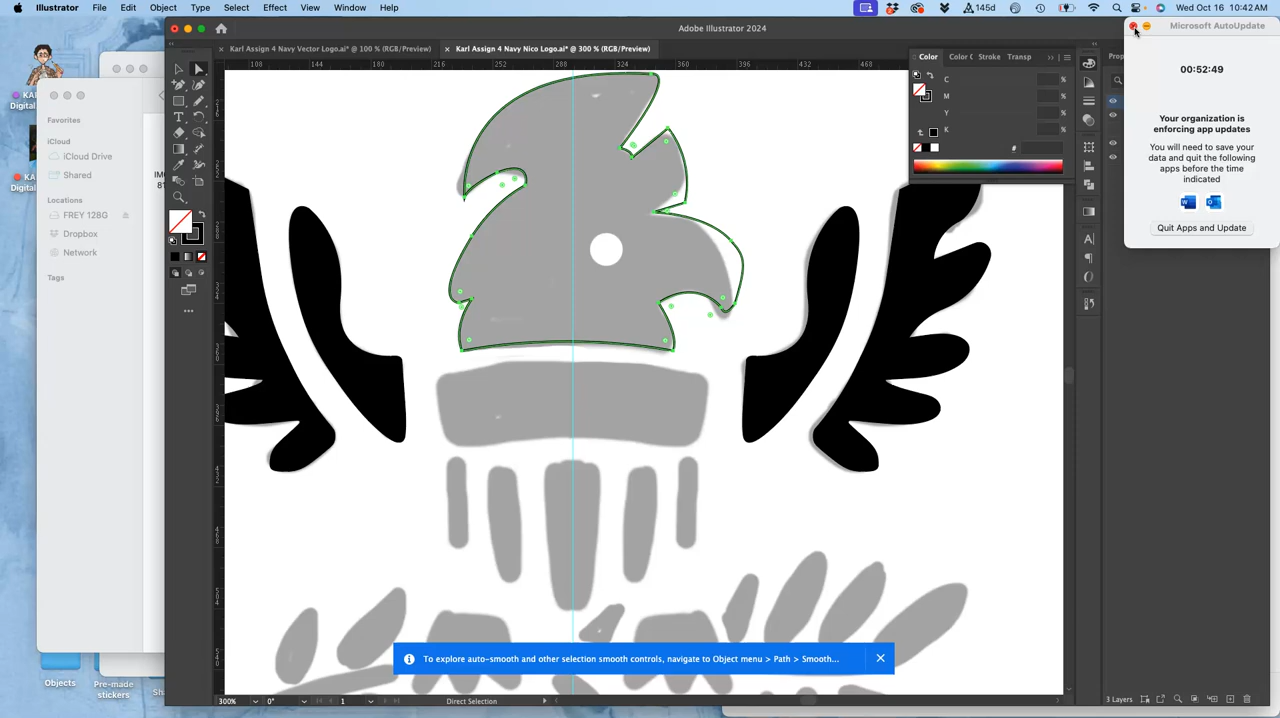 Illustrator File Edit Object Type Select Effect View Window Help
145d
Wed Oct 16 10:42 AM
Adobe Illustrator 2024
Karl Assign 4 Navy Vector Logo.ai* @ 100 % (RGB/Preview)
Karl Assign 4 Navy Nico Logo.ai* @ 300 % (RGB/Preview)
108 144 180 216 252 288 324 360 396 432 468
Color
Color C
Stroke
Transp
C %
M %
Y %
K %
#
Prop
Microsoft AutoUpdate
00:52:49
Your organization is
enforcing app updates
You will need to save your
data and quit the following
apps before the time
indicated
Quit Apps and Update
Favorites
iCloud
iCloud Drive
Shared
Locations
FREY 128G
Dropbox
Network
Tags
IMG
81
Digital
Digital
Objects
Pre-made
stickers
To explore auto-smooth and other selection smooth controls, navigate to Object menu > Path > Smooth...
300%
0°
1
Direct Selection
3 Layers